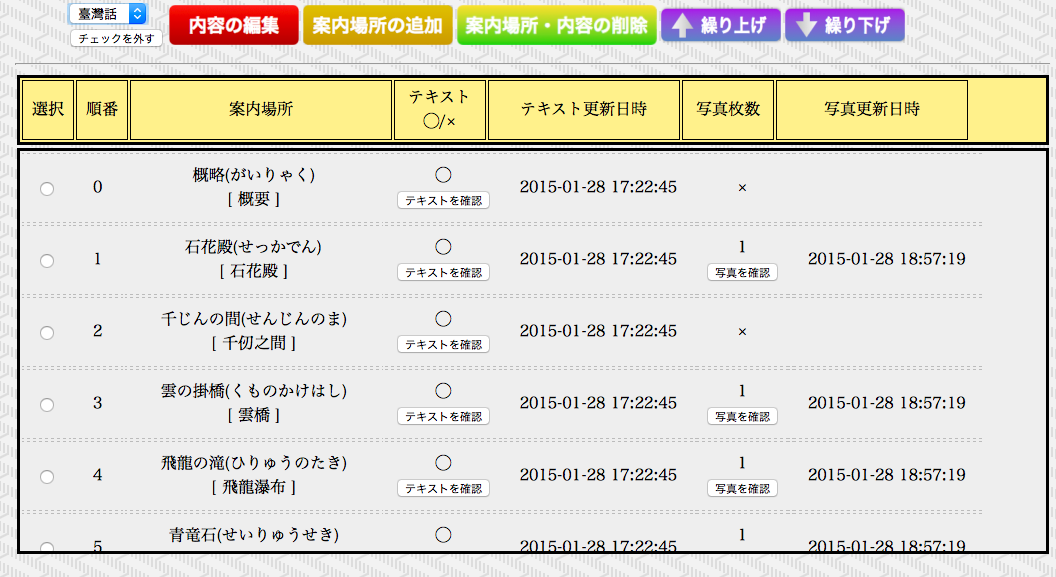 臺灣話
チェックを外す
内容の編集
案内場所の追加
案内場所・内容の削除
繰り上げ
繰り下げ
選択 順番 案内場所 テキスト ◯/× テキスト更新日時 写真枚数 写真更新日時
0 概略(がいりゃく) ◯ 2015-01-28 17:22:45 ×
[ 概要 ] テキストを確認
1 石花殿(せっかでん) ◯ 2015-01-28 17:22:45 1 2015-01-28 18:57:19
[ 石花殿 ] テキストを確認 写真を確認
2 千じんの間(せんじんのま) ◯ 2015-01-28 17:22:45 ×
[ 千仞之間 ] テキストを確認
3 雲の掛橋(くものかけはし) ◯ 2015-01-28 17:22:45 1 2015-01-28 18:57:19
[ 雲橋 ] テキストを確認 写真を確認
4 飛龍の滝(ひりゅうのたき) ◯ 2015-01-28 17:22:45 1 2015-01-28 18:57:19
[ 飛龍瀑布 ] テキストを確認 写真を確認
5 青竜石(せいりゅうせき) ◯ 2015-01-28 17:22:45 1 2015-01-28 18:57:19